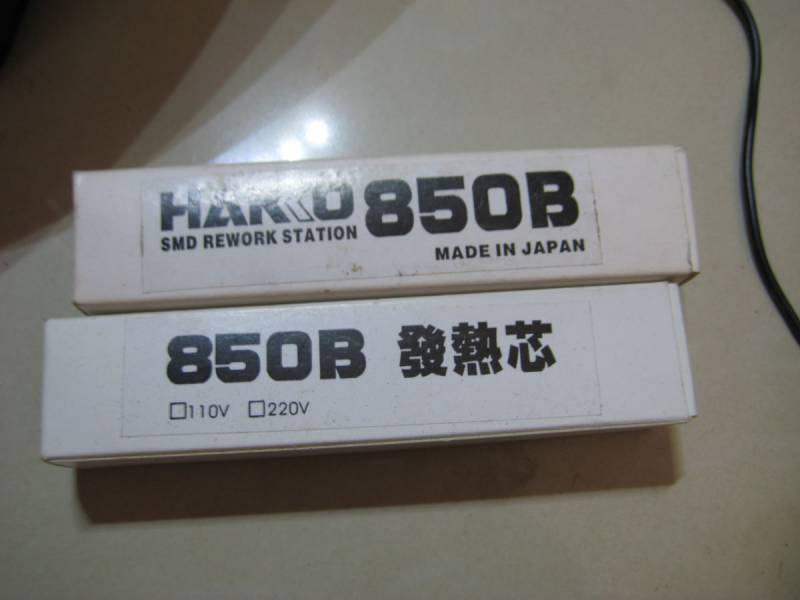 HAKKO 850B
SMD REWORK STATION
MADE IN JAPAN
850B 發熱芯
☐110V ☐220V